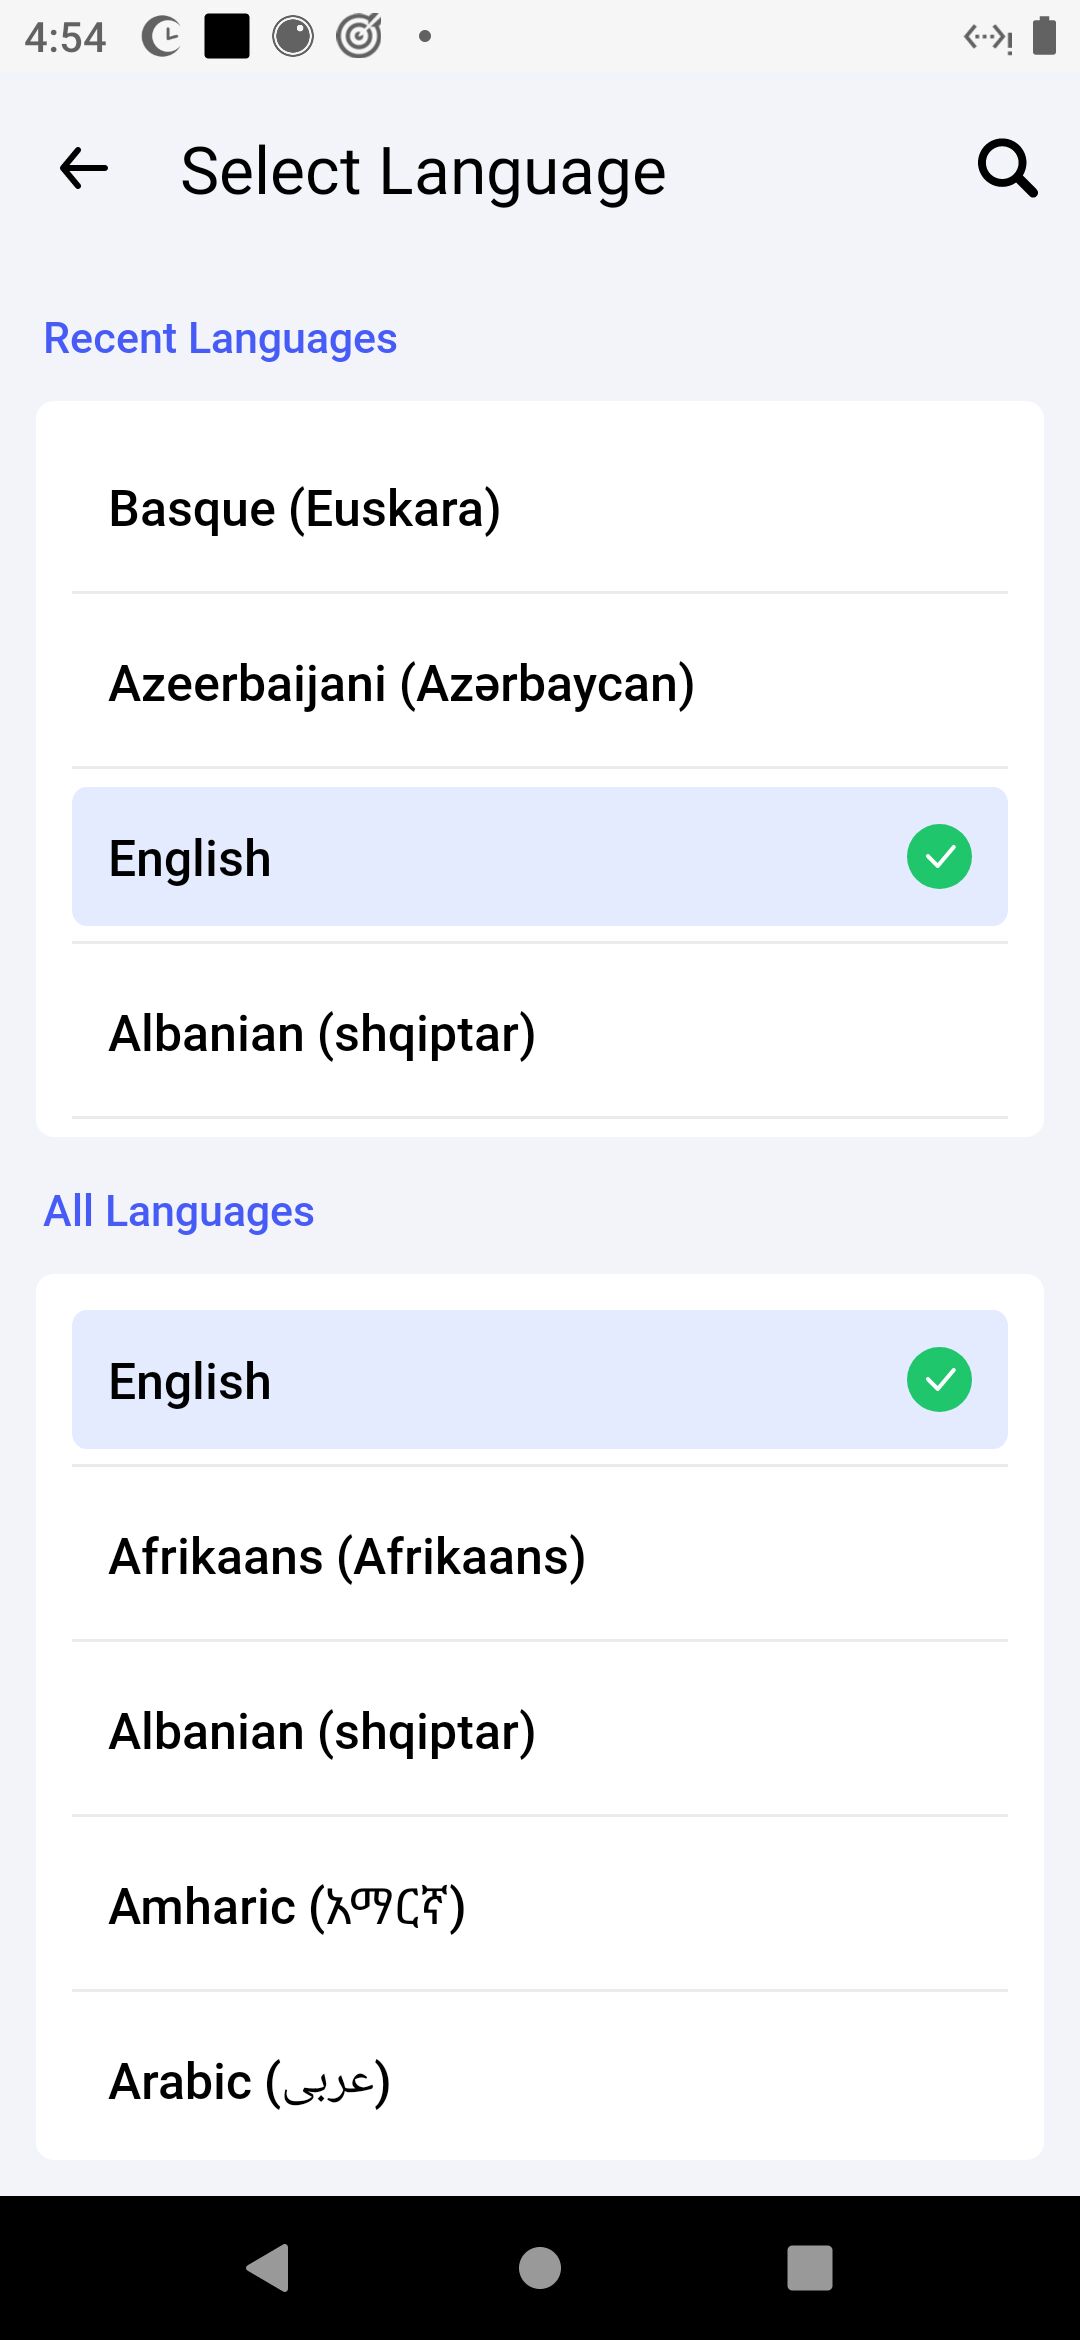 4:54
Select Language
Recent Languages
Basque (Euskara)
Azeerbaijani (Azərbaycan)
English
Albanian (shqiptar)
All Languages
English
Afrikaans (Afrikaans)
Albanian (shqiptar)
Amharic (አማርኛ)
Arabic (عربى)